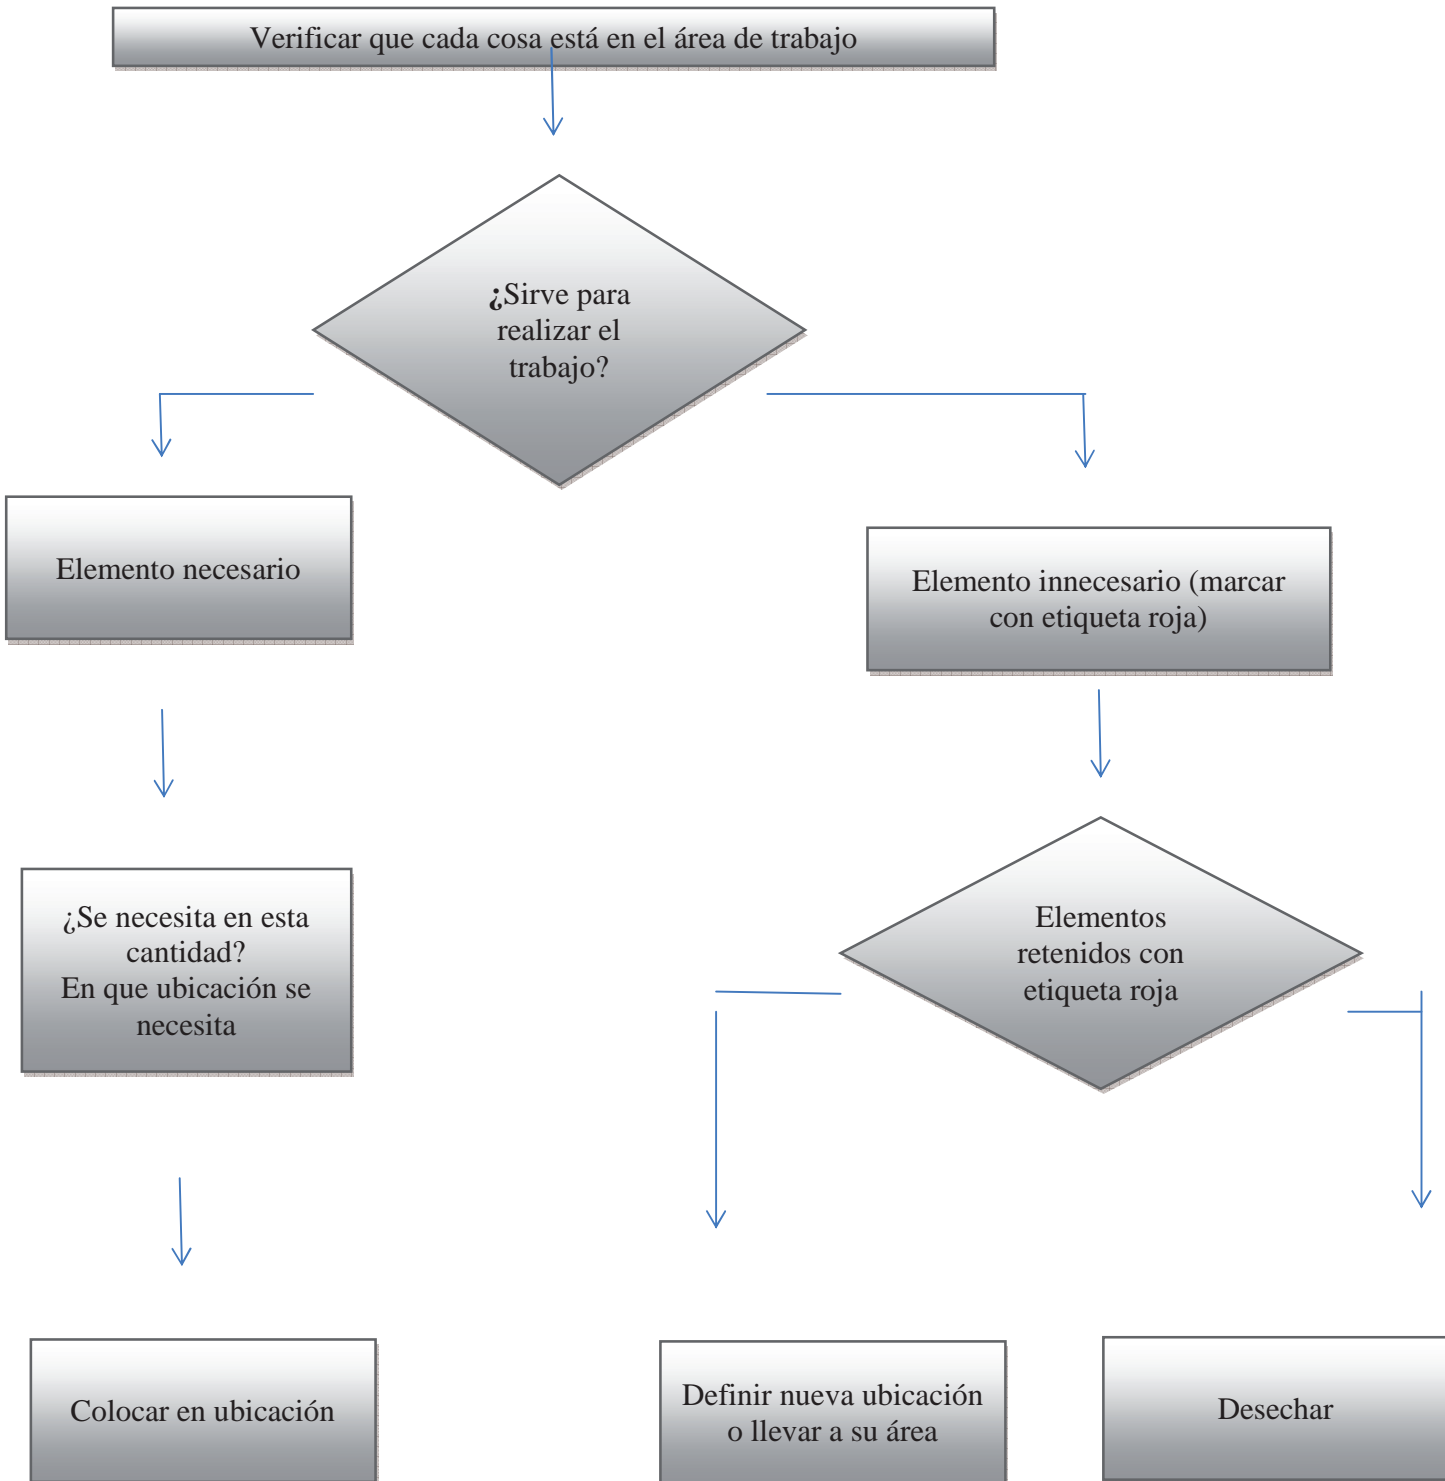 Verificar que cada cosa está en el área de trabajo
¿Sirve para
realizar el
trabajo?
Elemento necesario
Elemento innecesario (marcar
con etiqueta roja)
¿Se necesita en esta
cantidad?
En que ubicación se
necesita
Elementos
retenidos con
etiqueta roja
Colocar en ubicación
Definir nueva ubicación
o llevar a su área
Desechar